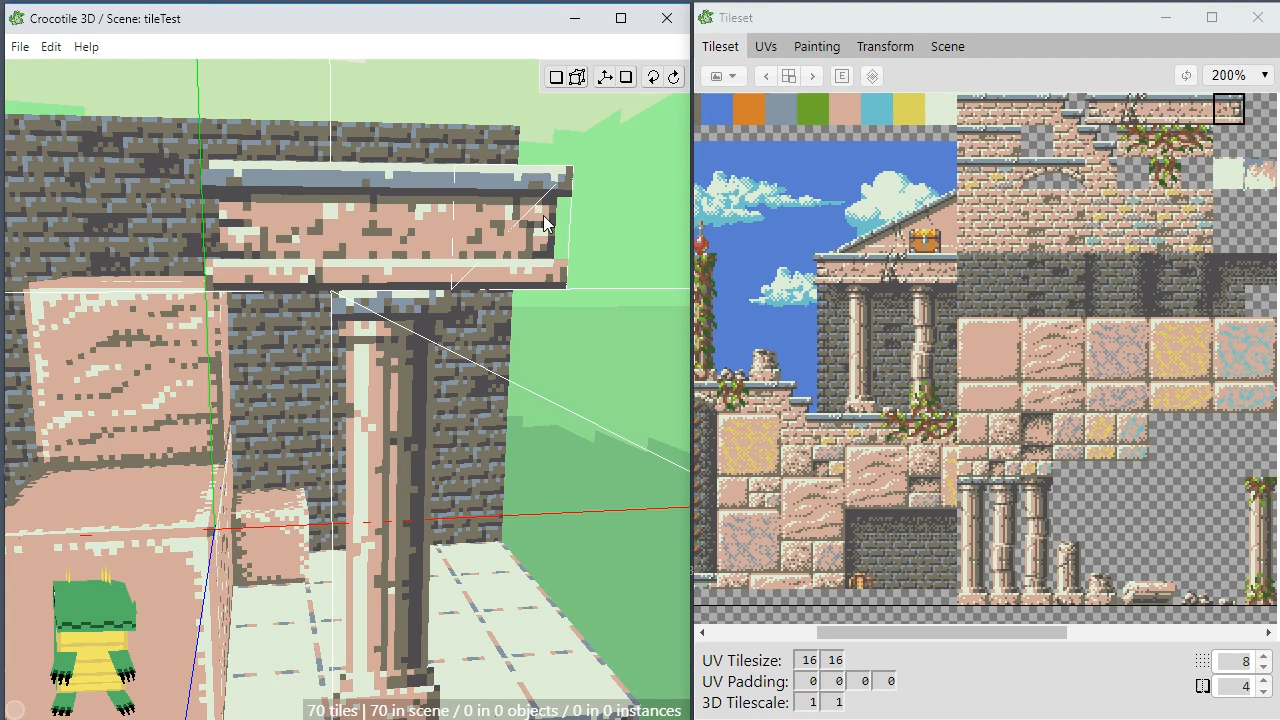 Crocotile 3D / Scene: tileTest
File Edit Help
70 tiles | 70 in scene / 0 in 0 objects / 0 in 0 instances
Tileset
Tileset UVs Painting Transform Scene
E
200%
UV Tilesize: 16 16
UV Padding: 0 0 0 0
3D Tilescale: 1 1
8
4